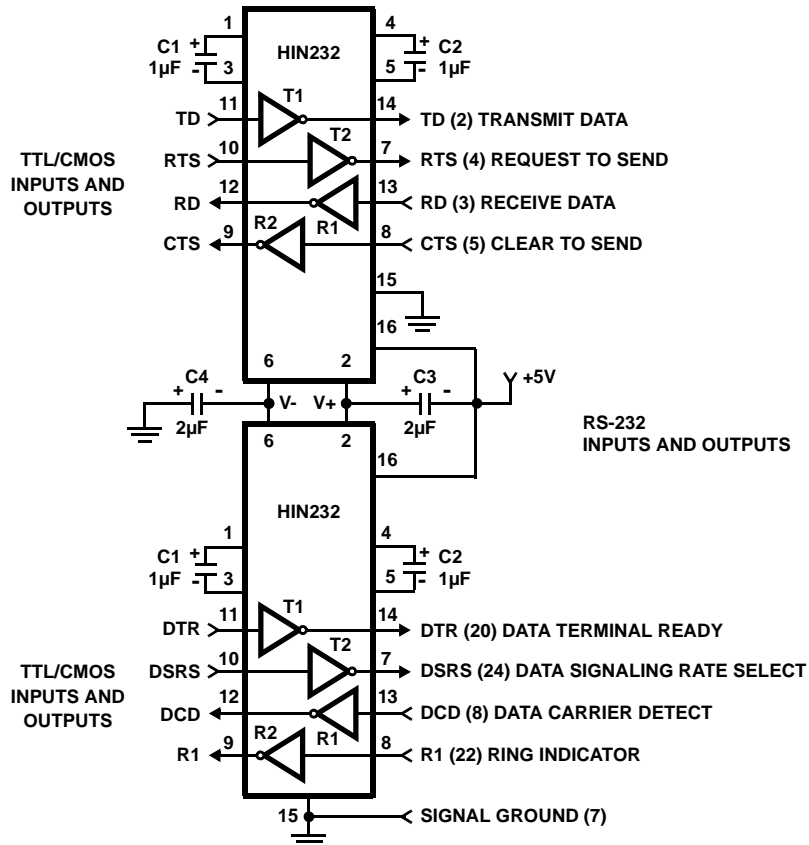 1 HIN232 4
C1 + + C2
1µF - 3 5 - 1µF
11 T1 14
TD TD (2) TRANSMIT DATA
10 T2 7
RTS RTS (4) REQUEST TO SEND
TTL/CMOS
INPUTS AND
OUTPUTS
12 13
RD R1 RD (3) RECEIVE DATA
9 R2 8
CTS CTS (5) CLEAR TO SEND
15
16
6 2
C4 C3 +5V
+ - V- V+ + -
2µF 2µF
RS-232
INPUTS AND OUTPUTS
6 2
16
HIN232
1 4
C1 + + C2
1µF - 3 5 - 1µF
11 T1 14
DTR DTR (20) DATA TERMINAL READY
10 T2 7
DSRS DSRS (24) DATA SIGNALING RATE SELECT
TTL/CMOS
INPUTS AND
OUTPUTS
12 13
DCD R1 DCD (8) DATA CARRIER DETECT
9 R2 8
R1 R1 (22) RING INDICATOR
15 SIGNAL GROUND (7)